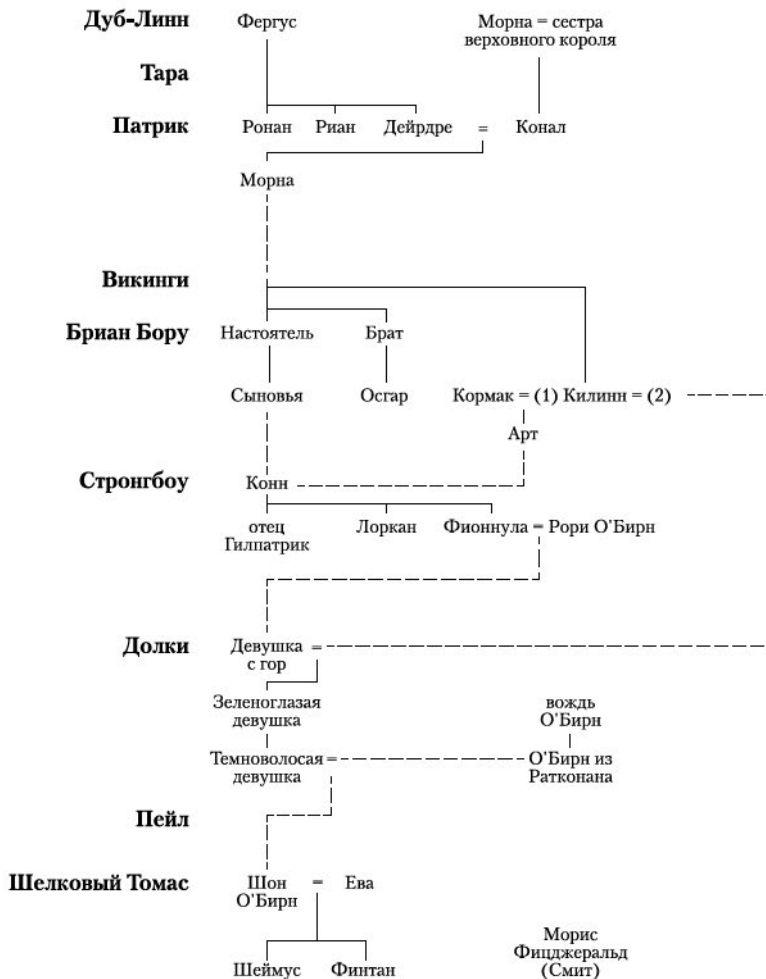 Дуб-Линн Фергус Морна = сестра
верховного короля
Тара
Патрик Ронан Риан Дейрдре = Конал
Морна
Викинги
Бриан Бору Настоятель Брат
Сыновья Осгар Кормак = (1) Килинн = (2)
Арт
Стронгбоу Конн
отец Лоркан Фионнула = Рори О'Бирн
Гилпатрик
Долки Девушка =
с гор
Зеленоглазая вождь
девушка О'Бирн
Темноволосая = О'Бирн из
девушка Ратконана
Пейл
Шелковый Томас Шон = Ева
О'Бирн
Морис
Фицджеральд
Шеймус Финтан (Смит)